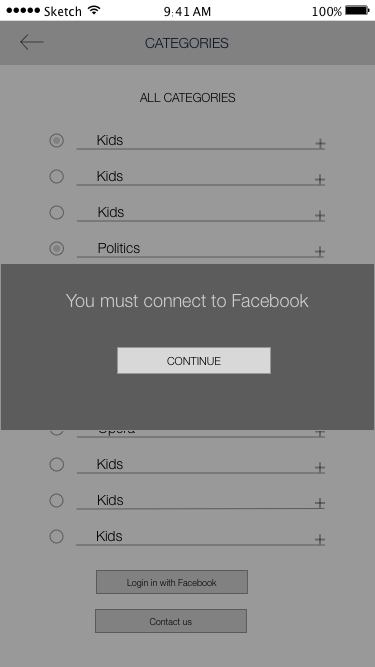 Sketch 9:41 AM 100%
CATEGORIES
ALL CATEGORIES
Kids
Kids
Kids
Politics
You must connect to Facebook
CONTINUE
Opera
Kids
Kids
Kids
Login in with Facebook
Contact us